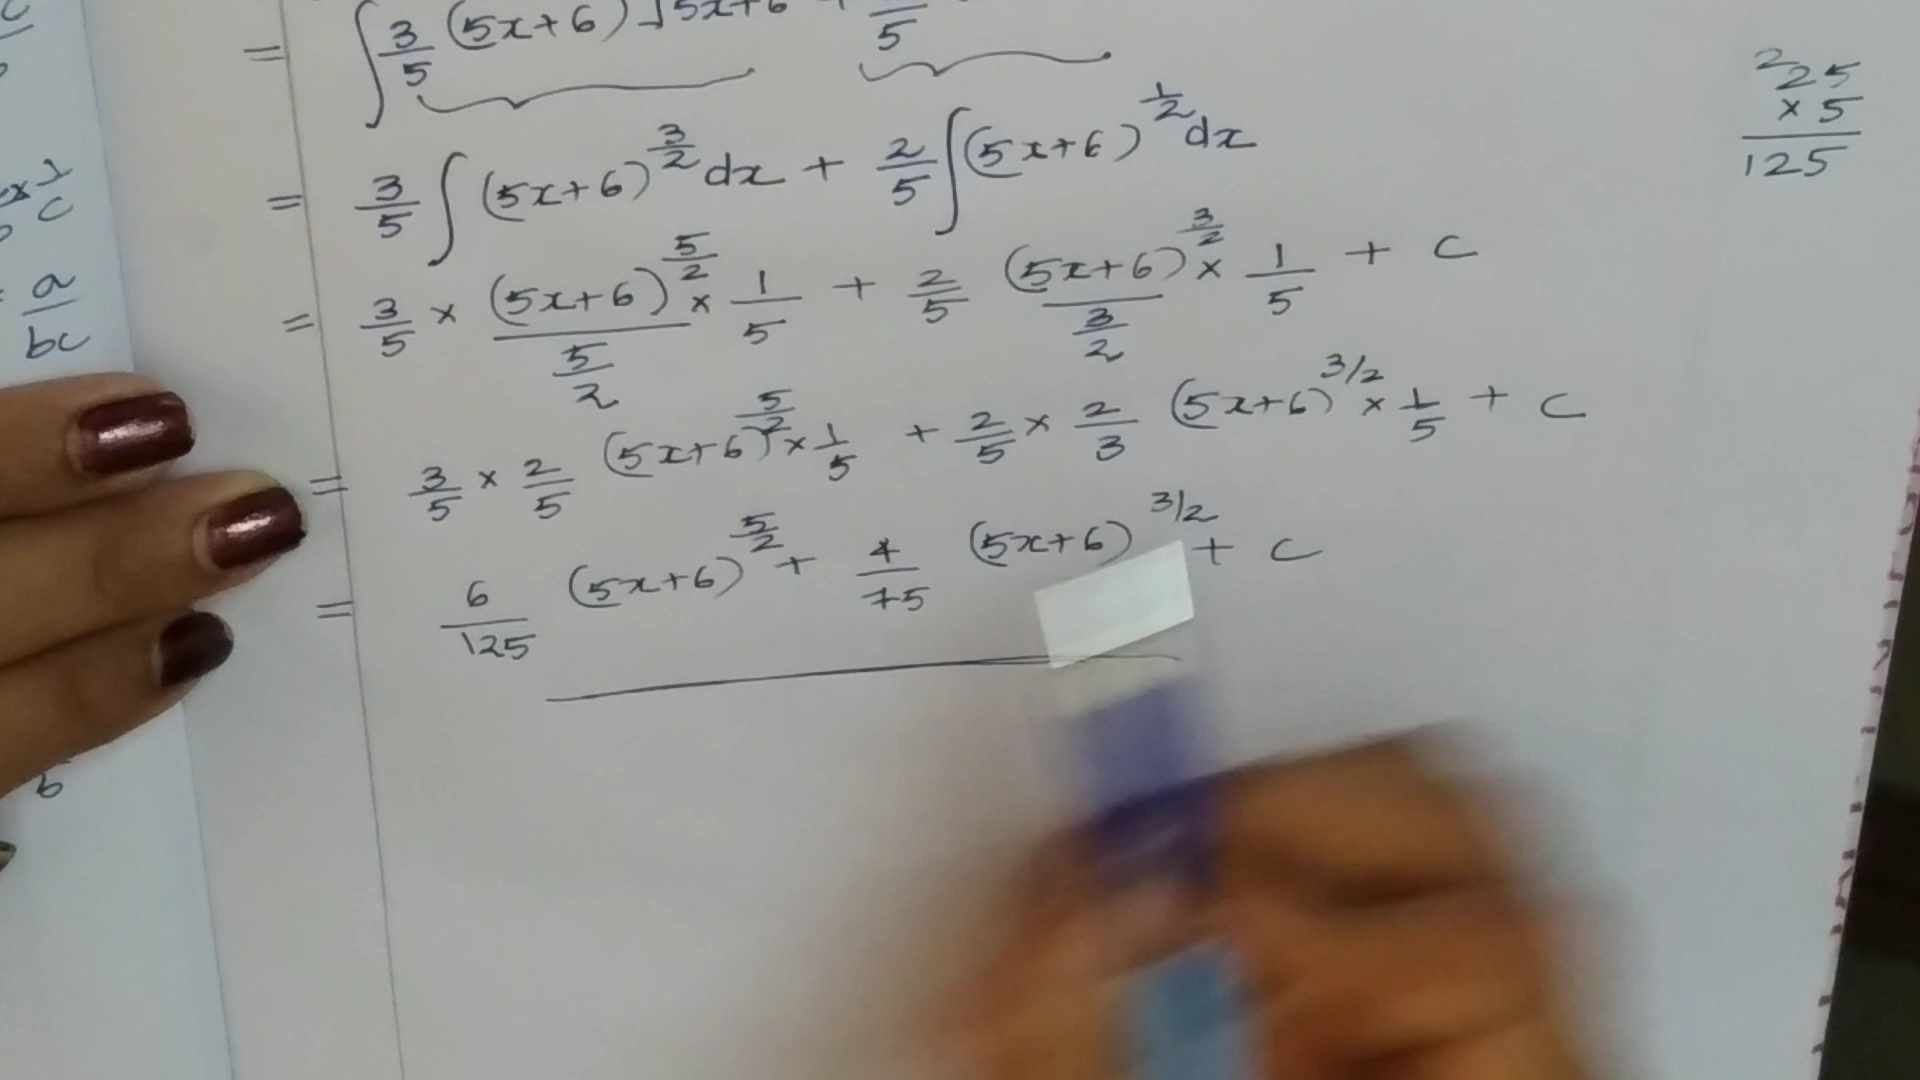 = ∫ 3/5 (5x+6) √5x+6 + /5
= 3/5 ∫ (5x+6)^3/2 dx + 2/5 ∫ (5x+6)^1/2 dx
= 3/5 × (5x+6)^5/2 / 5/2 × 1/5 + 2/5 (5x+6)^3/2 / 3/2 × 1/5 + c
= 3/5 × 2/5 (5x+6)^5/2 × 1/5 + 2/5 × 2/3 (5x+6)^3/2 × 1/5 + c
= 6/125 (5x+6)^5/2 + 4/75 (5x+6)^3/2 + c
2
25
× 5
125
× 1/c
a/bc
b